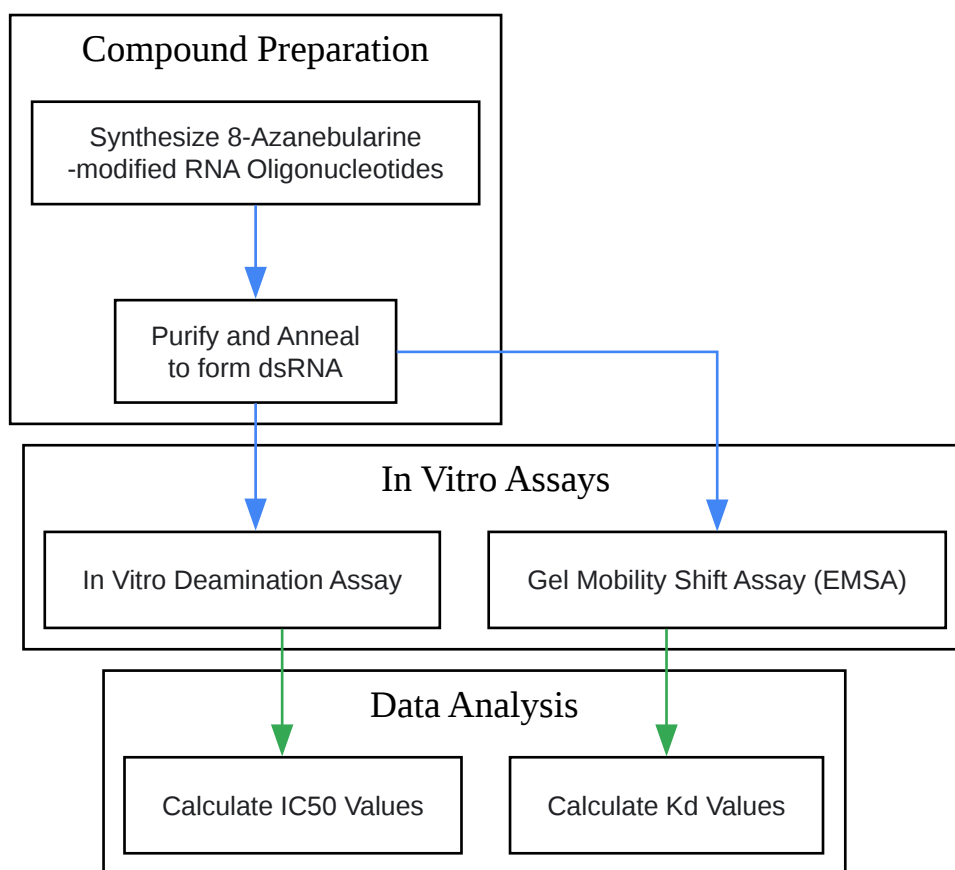 Compound Preparation
Synthesize 8-Azanebularine
-modified RNA Oligonucleotides
Purify and Anneal
to form dsRNA
In Vitro Assays
In Vitro Deamination Assay
Gel Mobility Shift Assay (EMSA)
Data Analysis
Calculate IC50 Values
Calculate Kd Values